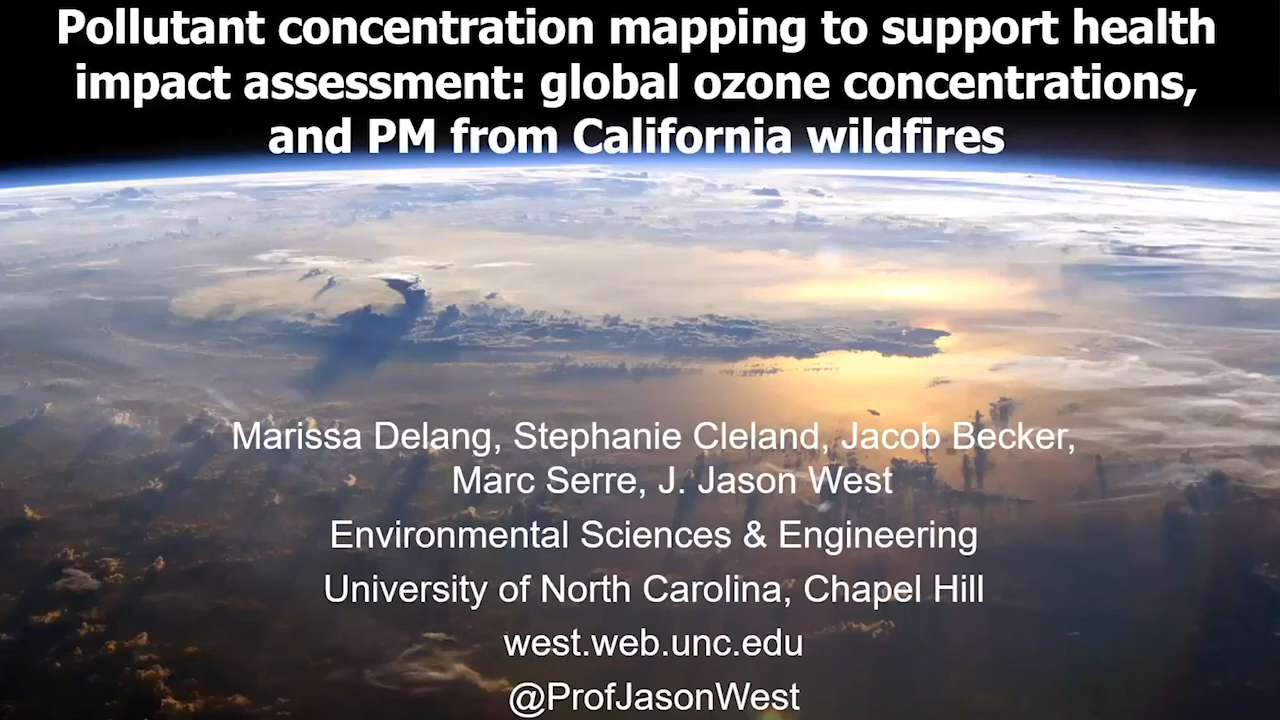 Pollutant concentration mapping to support health
impact assessment: global ozone concentrations,
and PM from California wildfires
Marissa Delang, Stephanie Cleland, Jacob Becker,
Marc Serre, J. Jason West
Environmental Sciences & Engineering
University of North Carolina, Chapel Hill
west.web.unc.edu
@ProfJasonWest